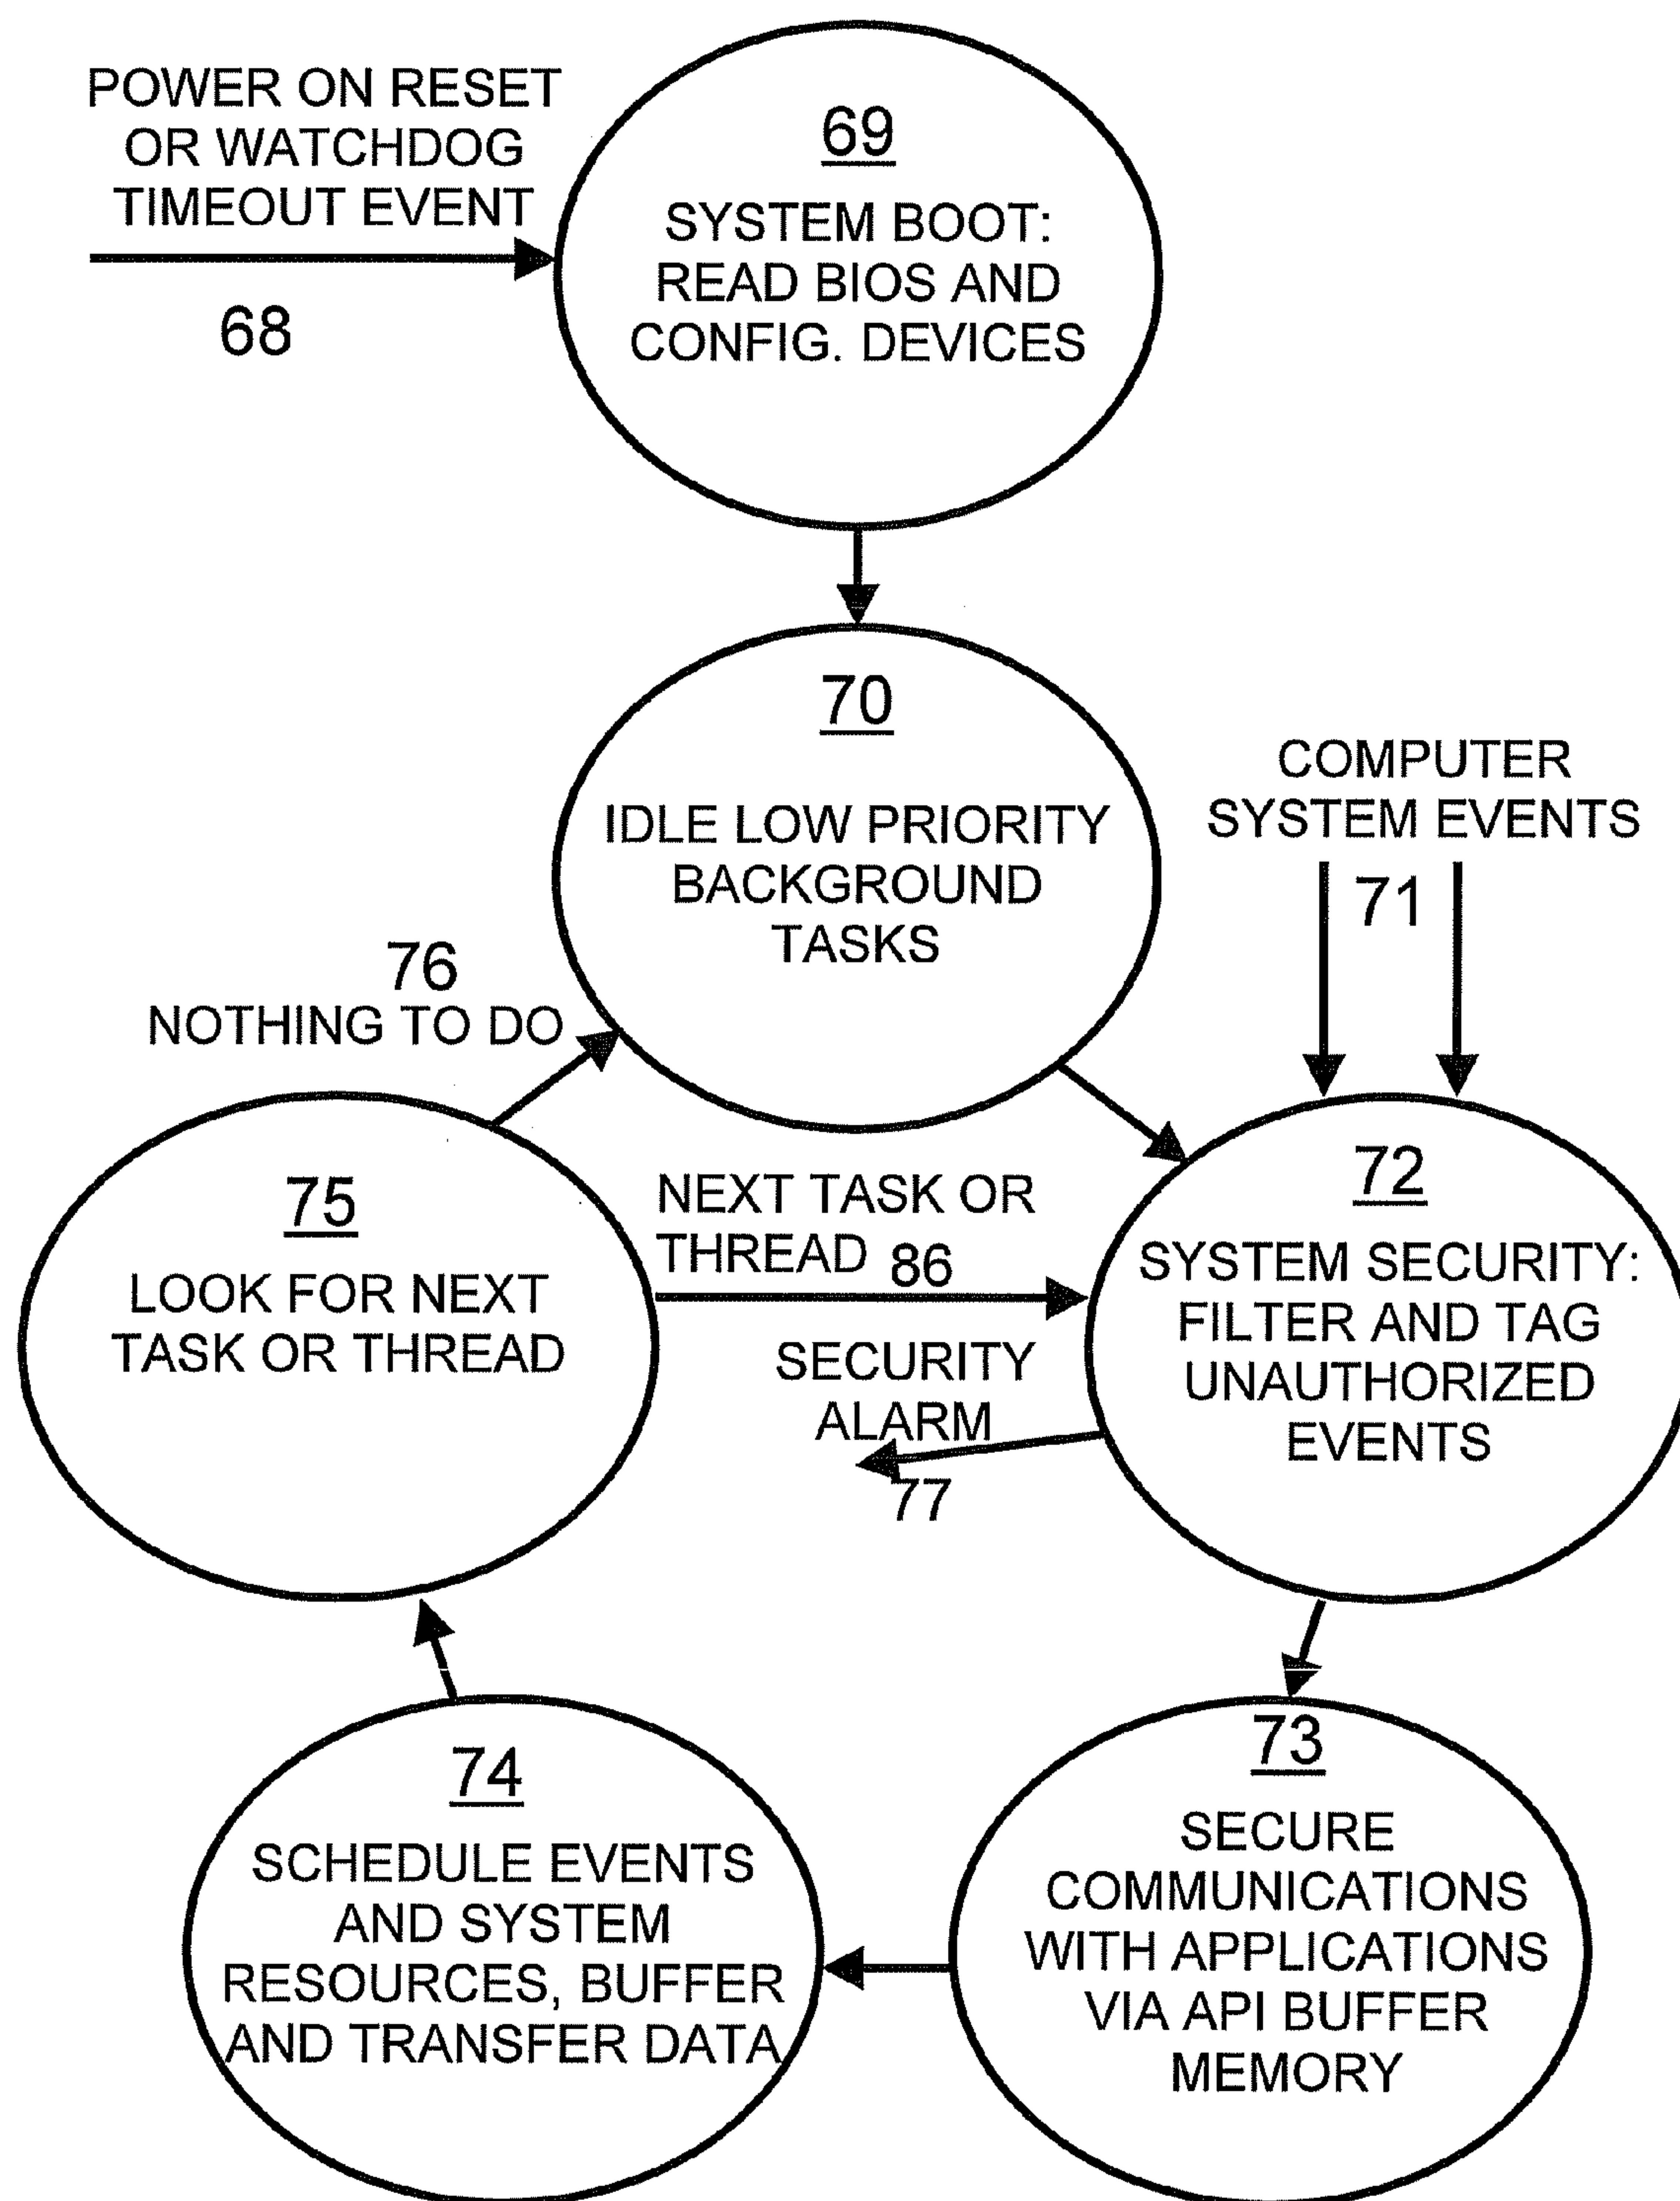 POWER ON RESET
OR WATCHDOG
TIMEOUT EVENT
68
69
SYSTEM BOOT:
READ BIOS AND
CONFIG. DEVICES
70
IDLE LOW PRIORITY
BACKGROUND
TASKS
COMPUTER
SYSTEM EVENTS
71
76
NOTHING TO DO
75
LOOK FOR NEXT
TASK OR THREAD
NEXT TASK OR
THREAD 86
SECURITY
ALARM
77
72
SYSTEM SECURITY:
FILTER AND TAG
UNAUTHORIZED
EVENTS
74
SCHEDULE EVENTS
AND SYSTEM
RESOURCES, BUFFER
AND TRANSFER DATA
73
SECURE
COMMUNICATIONS
WITH APPLICATIONS
VIA API BUFFER
MEMORY